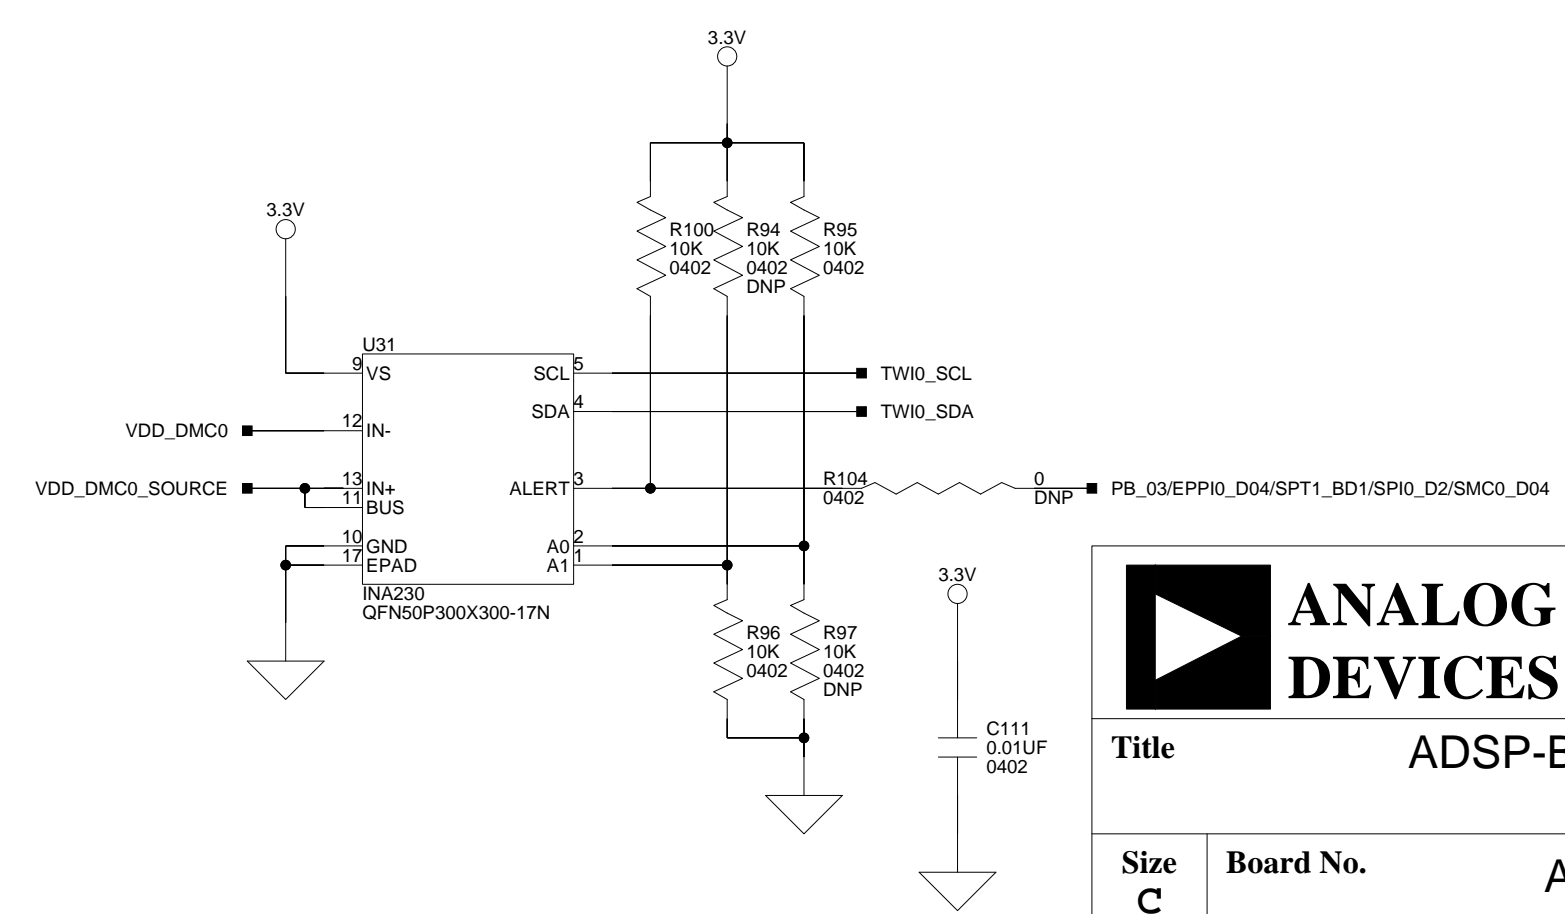 3.3V
3.3V
R100
10K
0402
R94
10K
0402
DNP
R95
10K
0402
U31
9 VS
SCL 5
TWI0_SCL
SDA 4
TWI0_SDA
VDD_DMC0
12 IN-
VDD_DMC0_SOURCE
13 IN+
11 BUS
ALERT 3
R104
0402
0
DNP
PB_03/EPPI0_D04/SPT1_BD1/SPI0_D2/SMC0_D04
10 GND
17 EPAD
A0 2
A1 1
INA230
QFN50P300X300-17N
R96
10K
0402
R97
10K
0402
DNP
3.3V
C111
0.01UF
0402
ANALOG
DEVICES
Title
ADSP-B
Size
C
Board No.
A